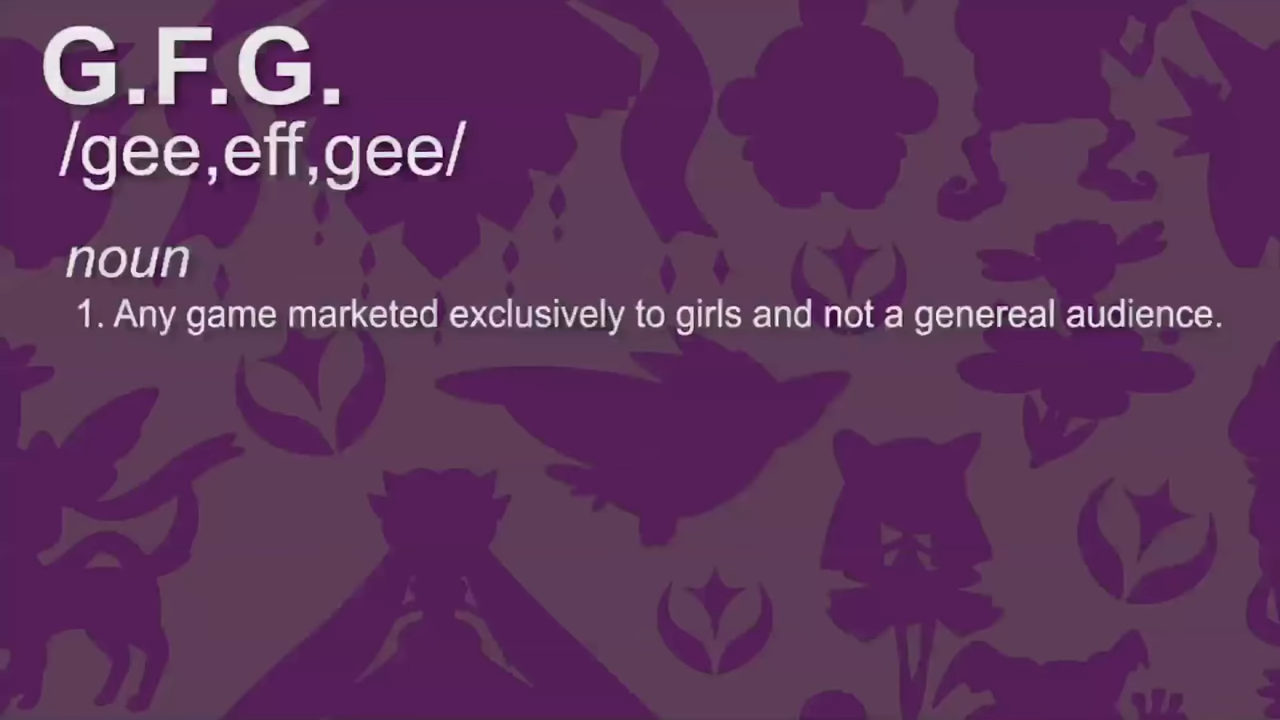 G.F.G.
/gee,eff,gee/
noun
1. Any game marketed exclusively to girls and not a genereal audience.